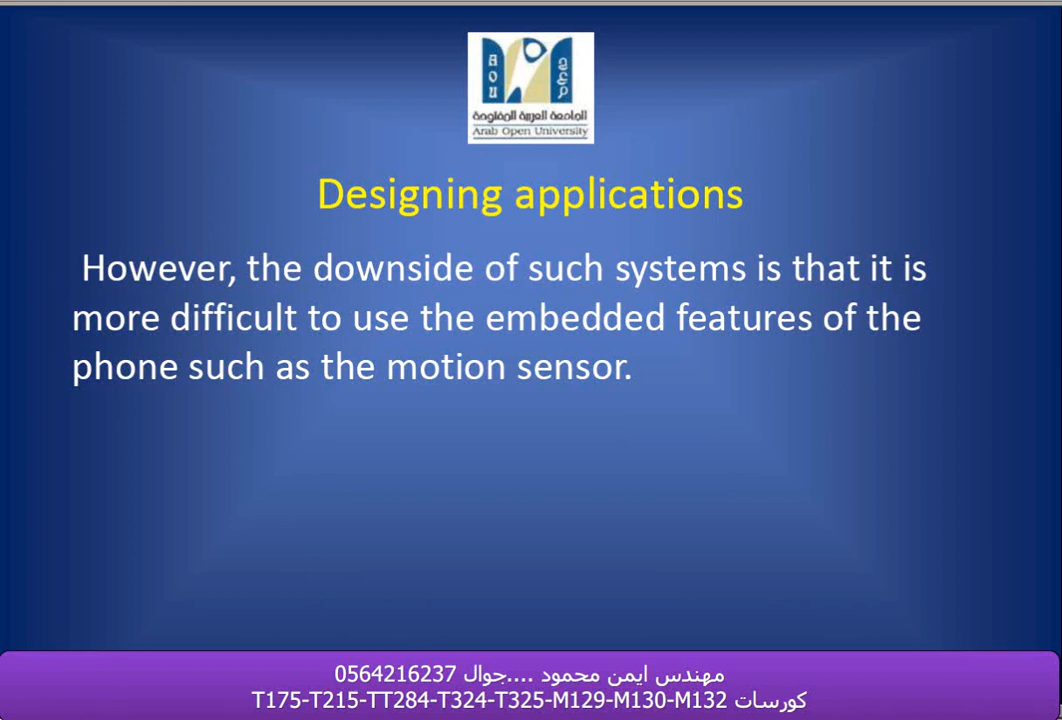 AOU
الجامعة العربية المفتوحة
Arab Open University
Designing applications
However, the downside of such systems is that it is
more difficult to use the embedded features of the
phone such as the motion sensor.
مهندس ايمن محمود ....جوال 0564216237
كورسات T175-T215-TT284-T324-T325-M129-M130-M132